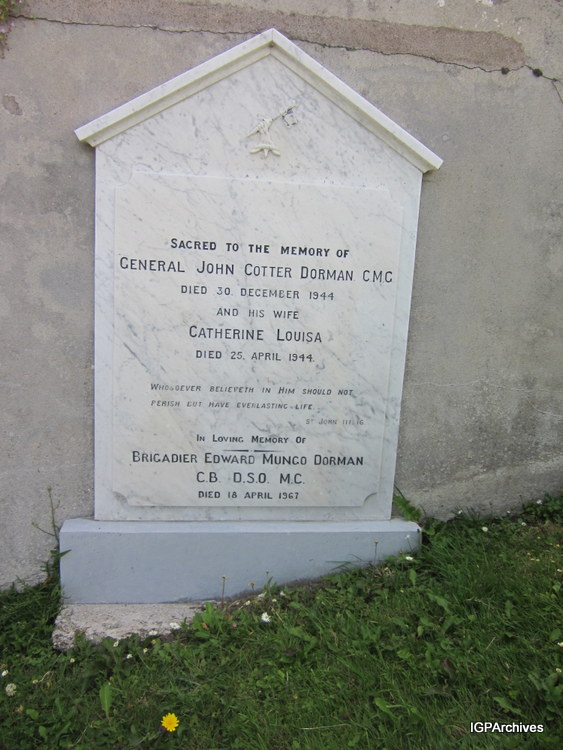 SACRED TO THE MEMORY OF
GENERAL JOHN COTTER DORMAN C.M.G
DIED 30. DECEMBER 1944
AND HIS WIFE
CATHERINE LOUISA
DIED 25, APRIL 1944.
WHOSOEVER BELIEVETH IN HIM SHOULD NOT
PERISH BUT HAVE EVERLASTING LIFE
ST JOHN III.16
IN LOVING MEMORY OF
BRIGADIER EDWARD MUNGO DORMAN
C.B. D.S.O. M.C.
DIED 18 APRIL 1967
IGPArchives